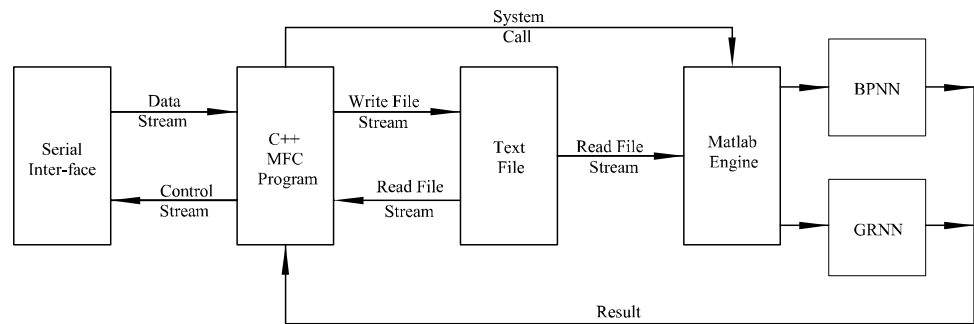 System
Call
Serial
Inter-face
Data
Stream
Control
Stream
C++
MFC
Program
Write File
Stream
Read File
Stream
Text
File
Read File
Stream
Matlab
Engine
BPNN
GRNN
Result